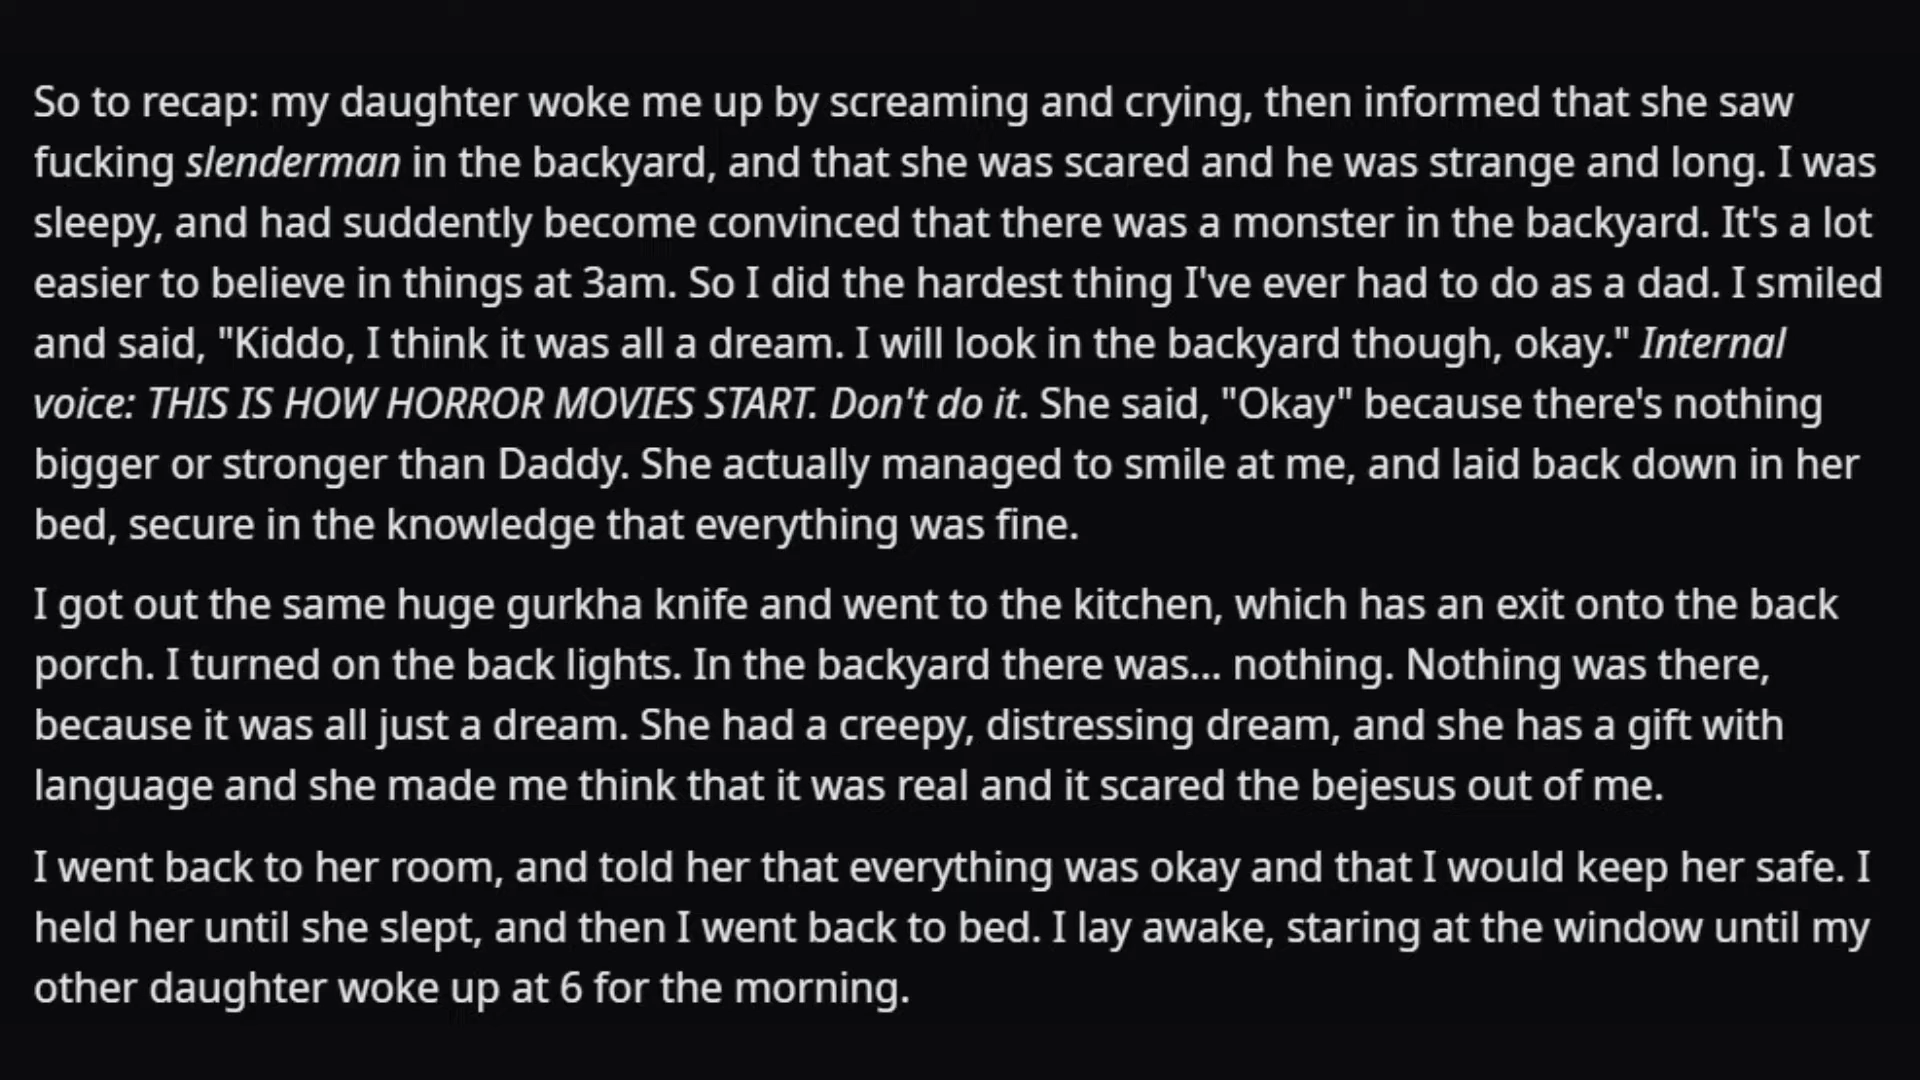 So to recap: my daughter woke me up by screaming and crying, then informed that she saw
fucking slenderman in the backyard, and that she was scared and he was strange and long. I was
sleepy, and had suddently become convinced that there was a monster in the backyard. It's a lot
easier to believe in things at 3am. So I did the hardest thing I've ever had to do as a dad. I smiled
and said, "Kiddo, I think it was all a dream. I will look in the backyard though, okay." Internal
voice: THIS IS HOW HORROR MOVIES START. Don't do it. She said, "Okay" because there's nothing
bigger or stronger than Daddy. She actually managed to smile at me, and laid back down in her
bed, secure in the knowledge that everything was fine.
I got out the same huge gurkha knife and went to the kitchen, which has an exit onto the back
porch. I turned on the back lights. In the backyard there was... nothing. Nothing was there,
because it was all just a dream. She had a creepy, distressing dream, and she has a gift with
language and she made me think that it was real and it scared the bejesus out of me.
I went back to her room, and told her that everything was okay and that I would keep her safe. I
held her until she slept, and then I went back to bed. I lay awake, staring at the window until my
other daughter woke up at 6 for the morning.